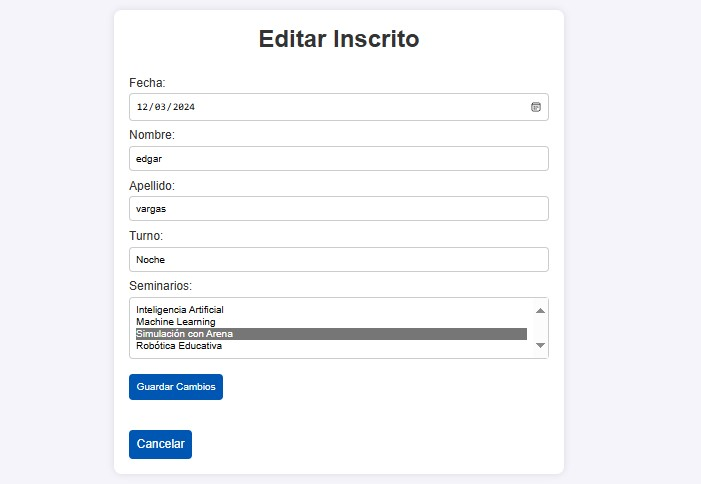 Editar Inscrito
Fecha:
12/03/2024
Nombre:
edgar
Apellido:
vargas
Turno:
Noche
Seminarios:
Inteligencia Artificial
Machine Learning
Simulación con Arena
Robótica Educativa
Guardar Cambios
Cancelar